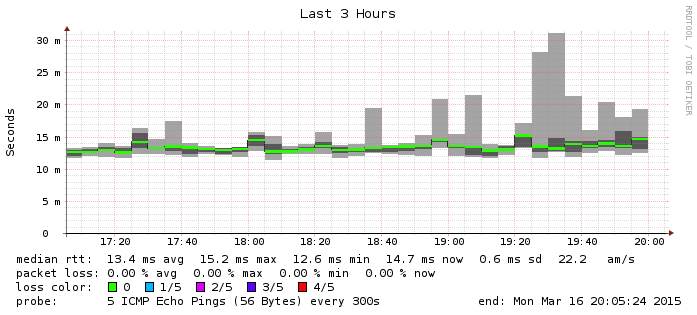 Last 3 Hours
RRDTOOL / TOBI OETIKER
Seconds
30 m
25 m
20 m
15 m
10 m
5 m
0
17:20 17:40 18:00 18:20 18:40 19:00 19:20 19:40 20:00
median rtt: 13.4 ms avg 15.2 ms max 12.6 ms min 14.7 ms now 0.6 ms sd 22.2 am/s
packet loss: 0.00 % avg 0.00 % max 0.00 % min 0.00 % now
loss color: 0 1/5 2/5 3/5 4/5
probe: 5 ICMP Echo Pings (56 Bytes) every 300s end: Mon Mar 16 20:05:24 2015